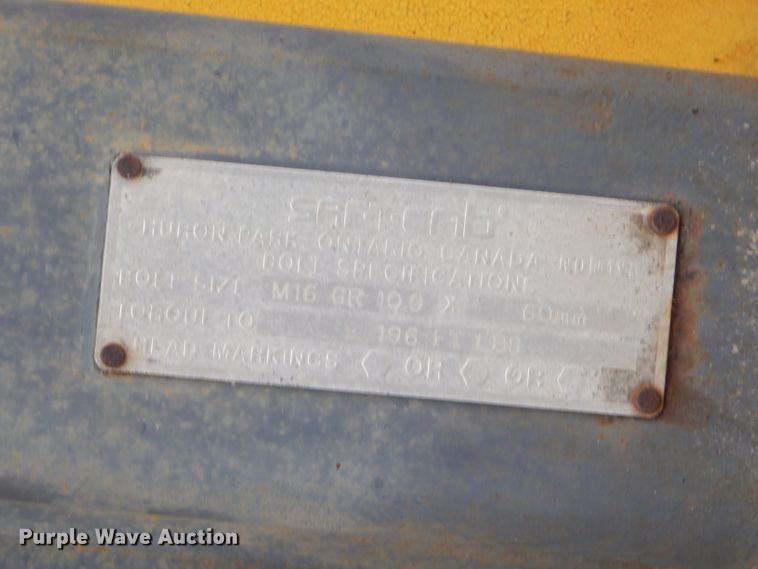 HURON PARK ONTARIO CANADA
BOLT SPECIFICATIONS
BOLT SIZE M16 GR 10.9 X 60mm
TORQUE TO 196 FT LBS
HEAD MARKINGS < OR < OR <
Purple Wave Auction